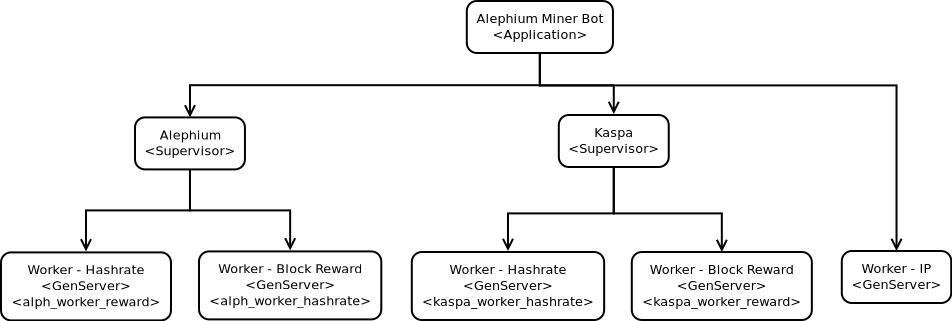 Alephium Miner Bot
<Application>
Alephium
<Supervisor>
Kaspa
<Supervisor>
Worker - Hashrate
<GenServer>
<alph_worker_reward>
Worker - Block Reward
<GenServer>
<alph_worker_hashrate>
Worker - Hashrate
<GenServer>
<kaspa_worker_hashrate>
Worker - Block Reward
<GenServer>
<kaspa_worker_reward>
Worker - IP
<GenServer>